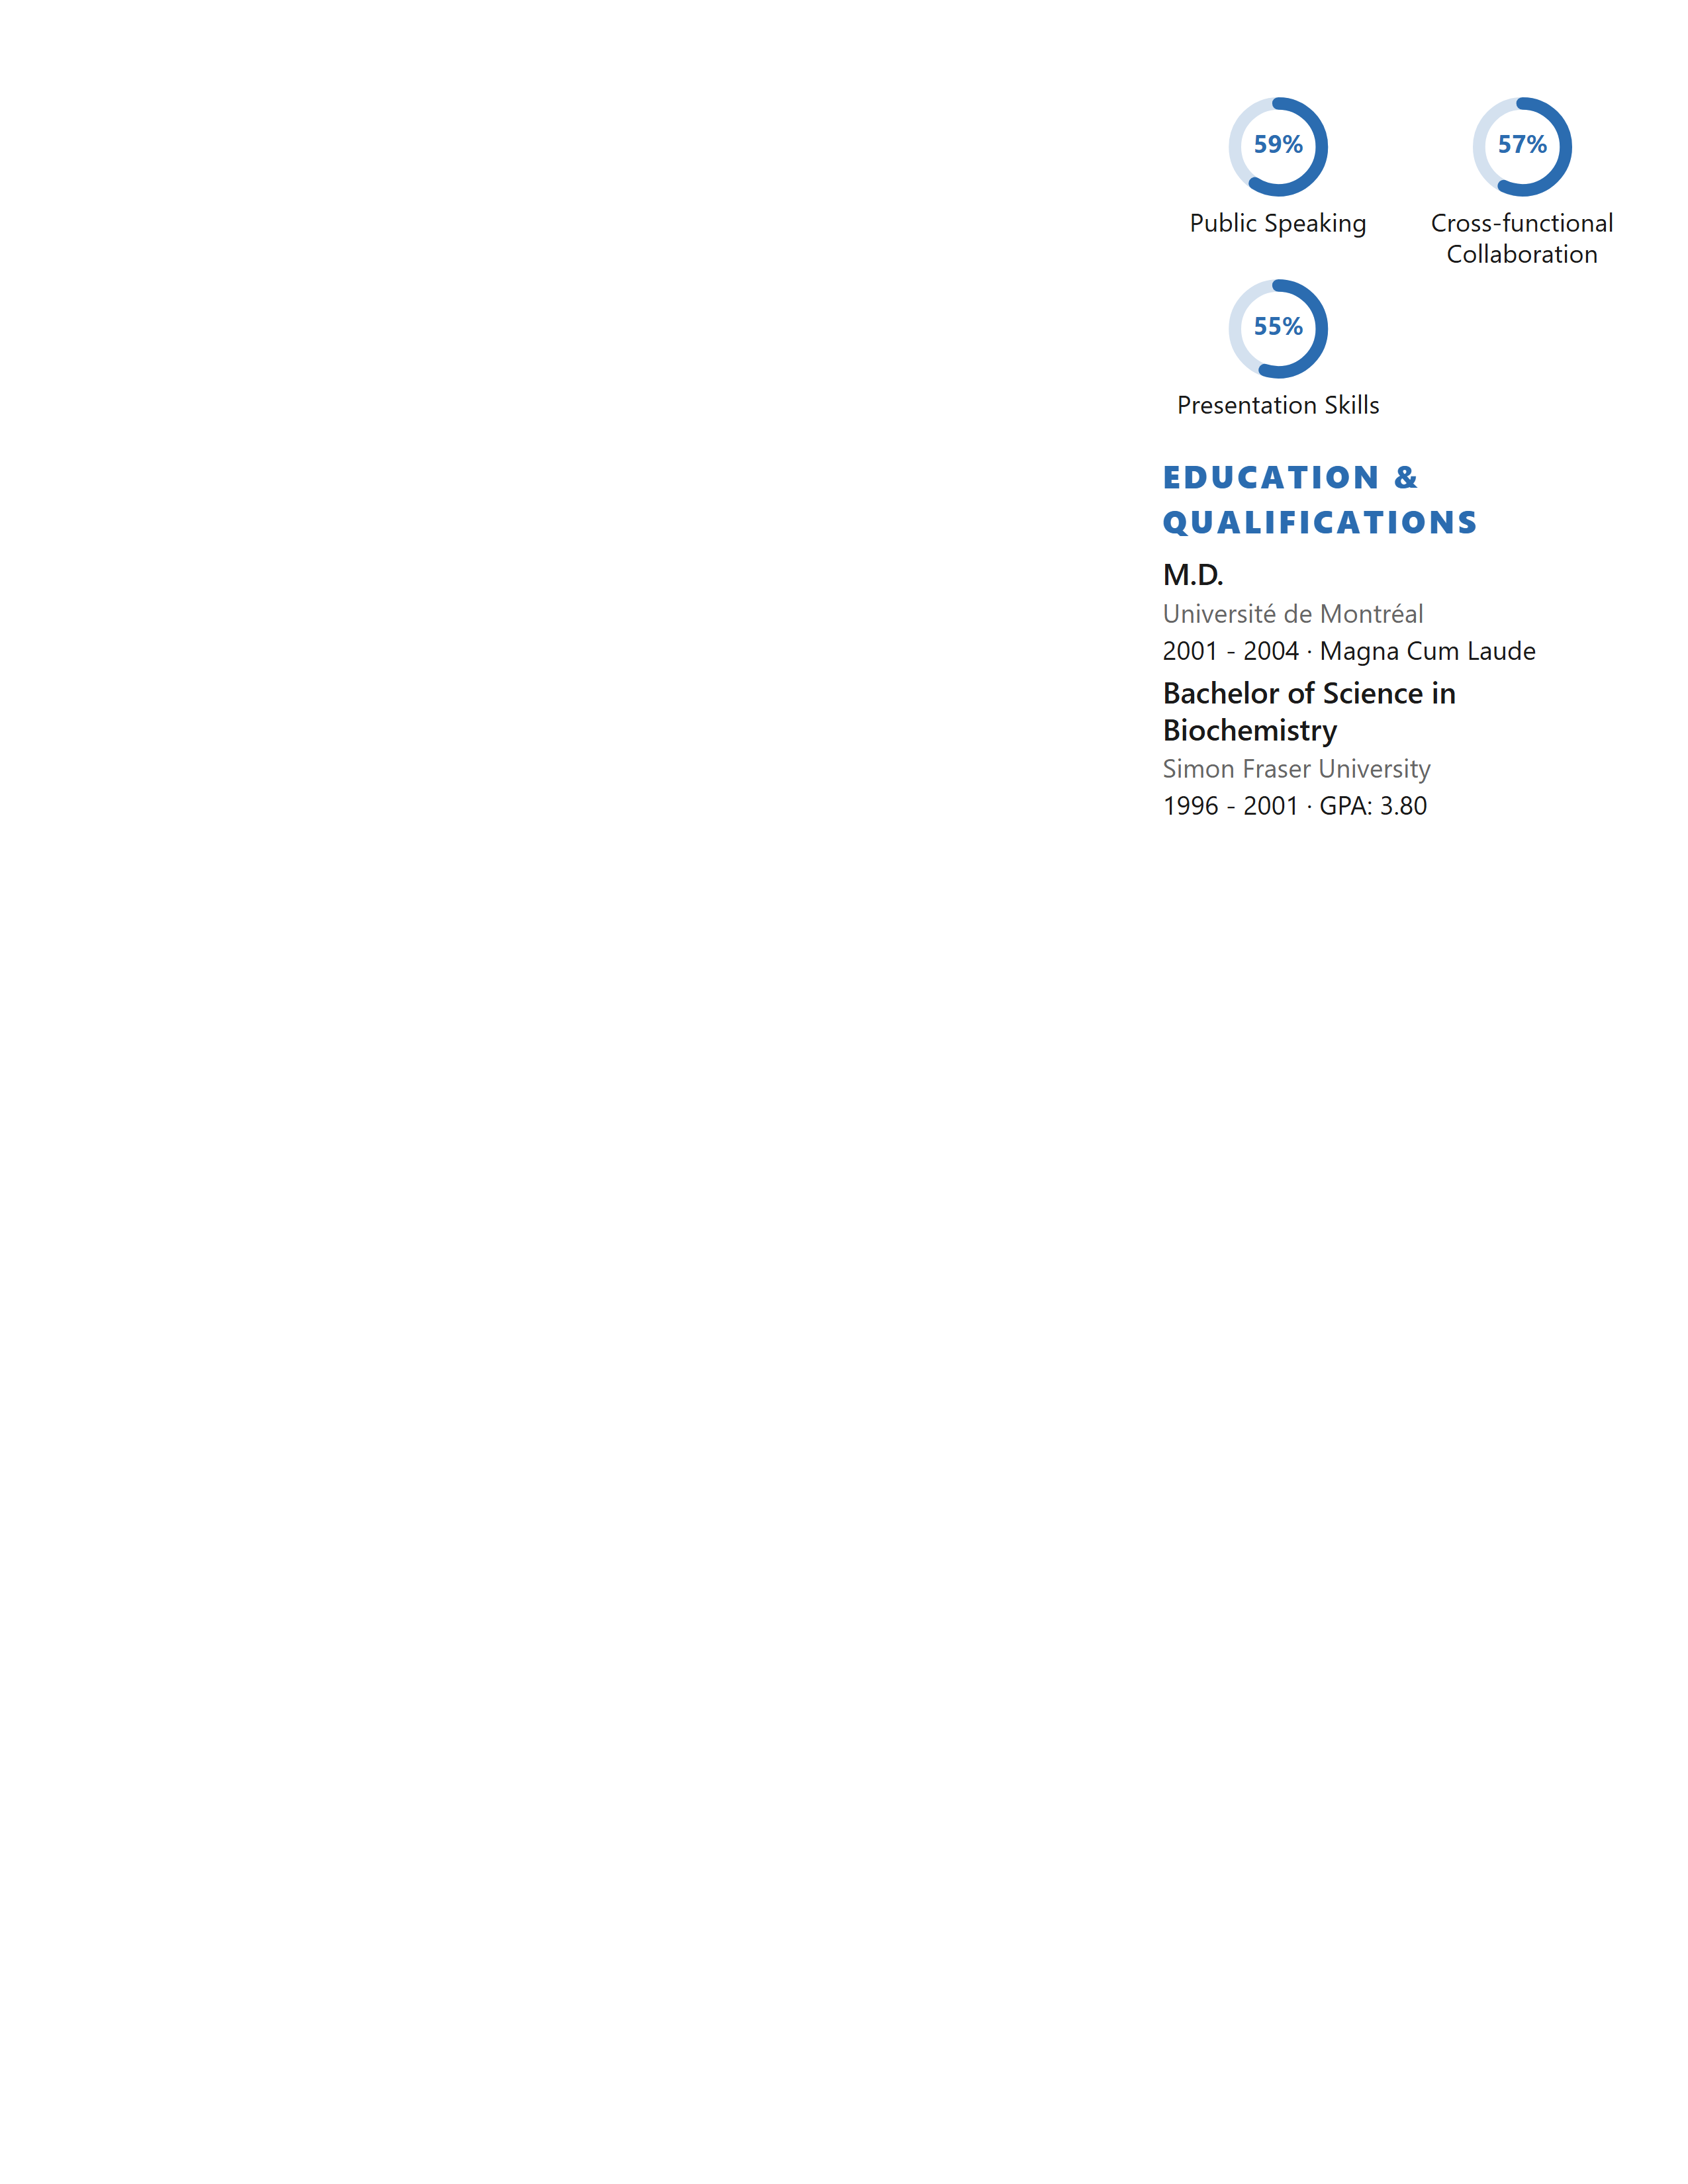 59%
Public Speaking
57%
Cross-functional
Collaboration
55%
Presentation Skills
EDUCATION &
QUALIFICATIONS
M.D.
Université de Montréal
2001 - 2004 · Magna Cum Laude
Bachelor of Science in
Biochemistry
Simon Fraser University
1996 - 2001 · GPA: 3.80